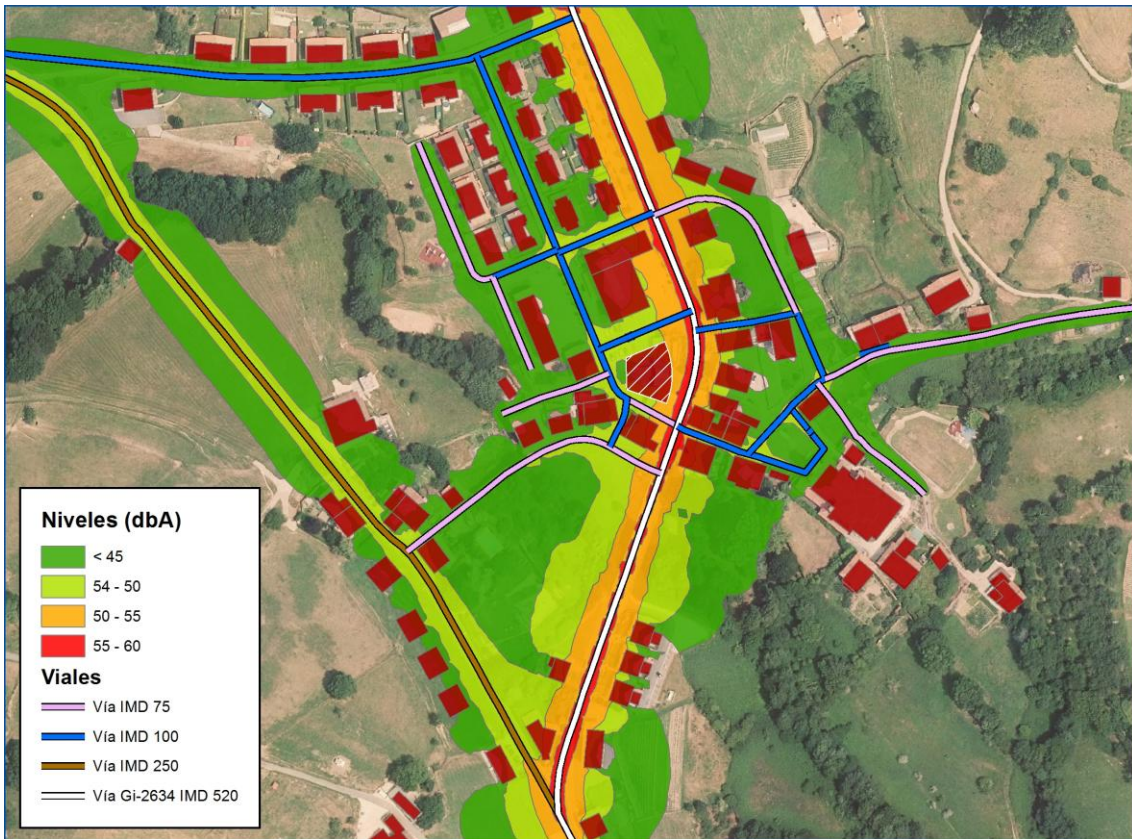 Niveles (dbA)
< 45
54 - 50
50 - 55
55 - 60
Viales
Vía IMD 75
Vía IMD 100
Vía IMD 250
Vía Gi-2634 IMD 520